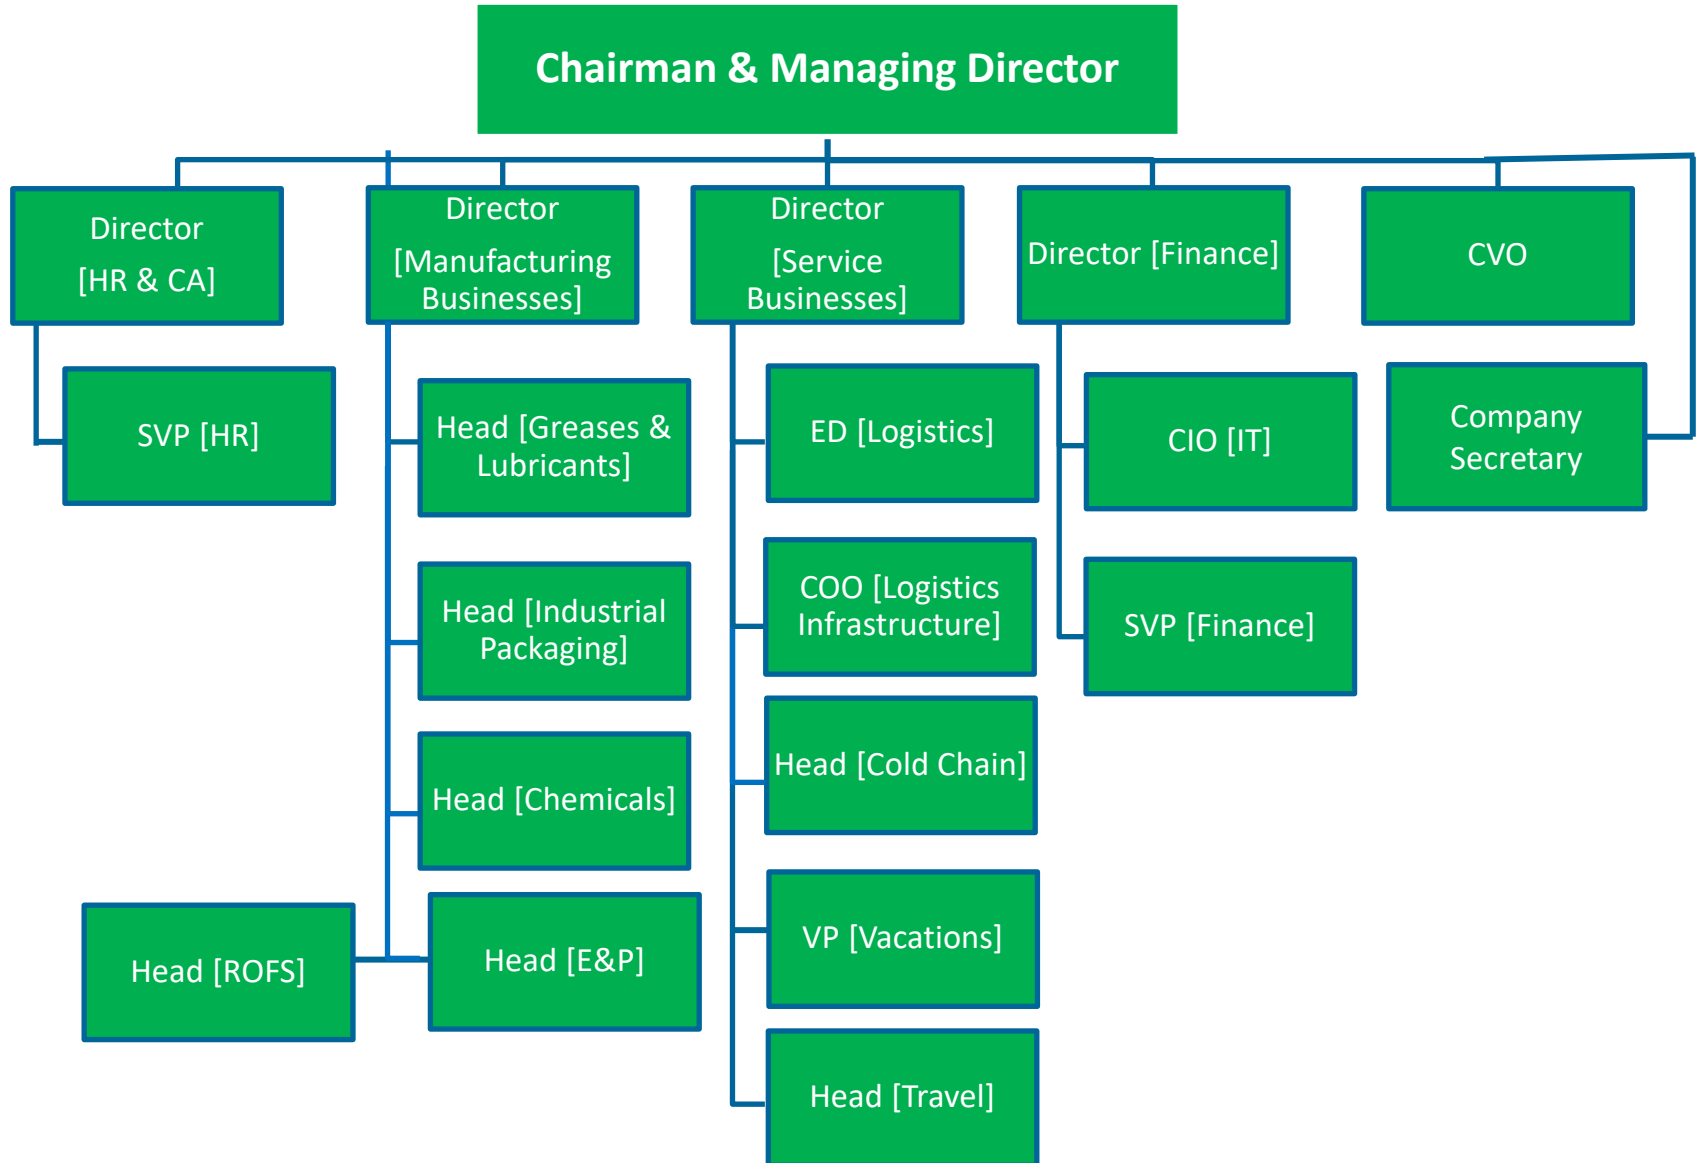 Chairman & Managing Director
Director
[HR & CA]
Director
[Manufacturing
Businesses]
Director
[Service
Businesses]
Director [Finance]
CVO
SVP [HR]
Head [Greases &
Lubricants]
ED [Logistics]
CIO [IT]
Company
Secretary
Head [Industrial
Packaging]
COO [Logistics
Infrastructure]
SVP [Finance]
Head [Chemicals]
Head [Cold Chain]
Head [ROFS]
Head [E&P]
VP [Vacations]
Head [Travel]